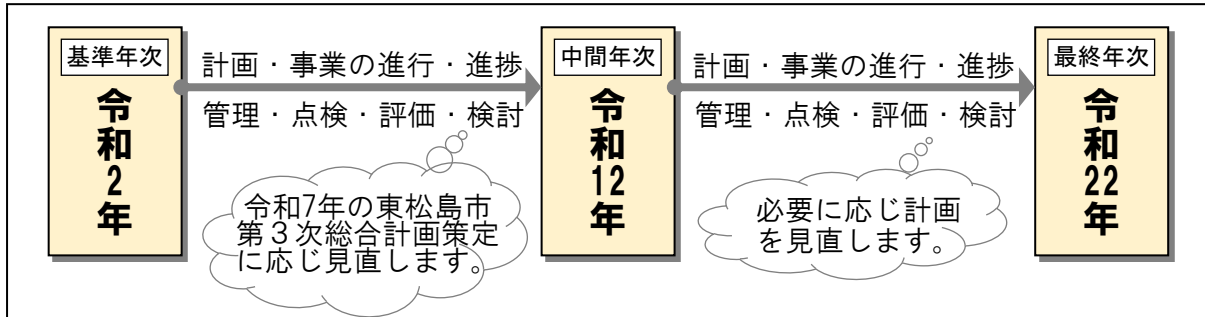 基準年次
令和2年
計画・事業の進行・進捗
管理・点検・評価・検討
令和7年の東松島市
第３次総合計画策定
に応じ見直します。
中間年次
令和12年
計画・事業の進行・進捗
管理・点検・評価・検討
必要に応じ計画
を見直します。
最終年次
令和22年